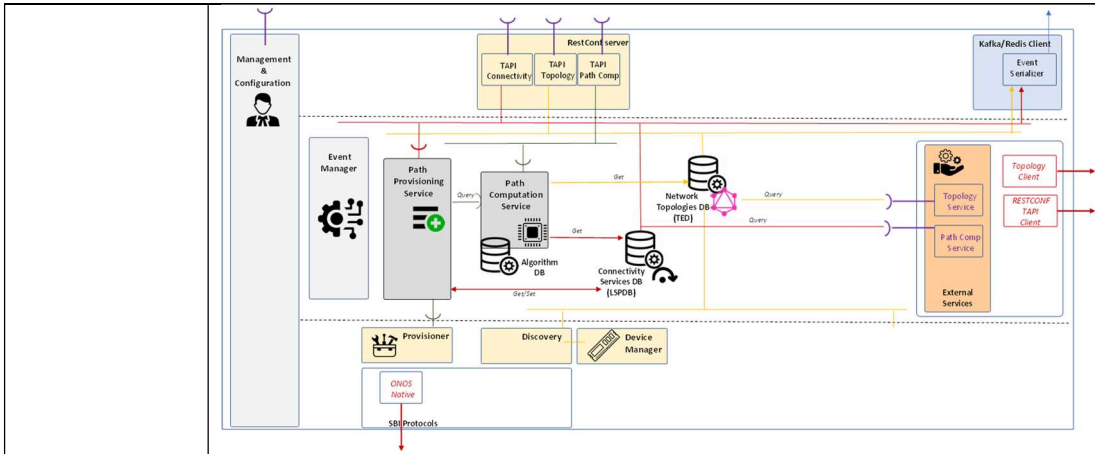 Management
&
Configuration
RestConf server
TAPI
Connectivity
TAPI
Topology
TAPI
Path Comp
Kafka/Redis Client
Event
Serializer
Event
Manager
Path
Provisioning
Service
Query
Path
Computation
Service
Get
Get
Algorithm
DB
Get/Set
Network
Topologies DB
(TED)
Query
Query
Connectivity
Services DB
(LSPDB)
Topology
Service
Path Comp
Service
External
Services
Topology
Client
RESTCONF
TAPI
Client
Provisioner
Discovery
Device
Manager
ONOS
Native
SBI Protocols